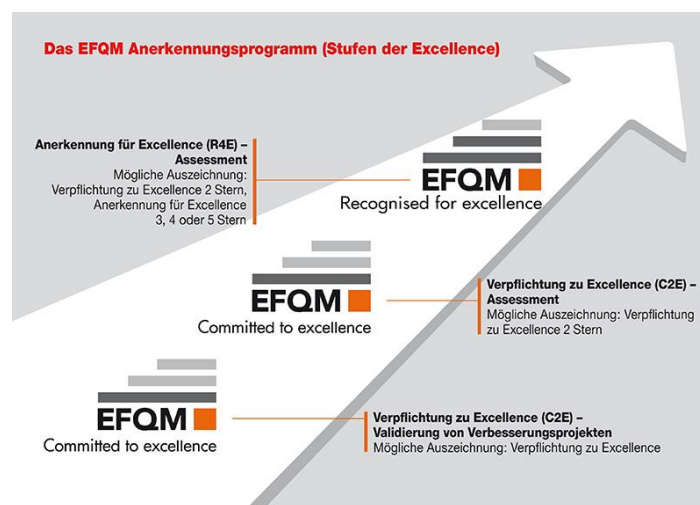 Das EFQM Anerkennungsprogramm (Stufen der Excellence)
Anerkennung für Excellence (R4E) –
Assessment
Mögliche Auszeichnung:
Verpflichtung zu Excellence 2 Stern,
Anerkennung für Excellence
3, 4 oder 5 Stern
EFQM
Recognised for excellence
EFQM
Committed to excellence
Verpflichtung zu Excellence (C2E) –
Assessment
Mögliche Auszeichnung: Verpflichtung
zu Excellence 2 Stern
EFQM
Committed to excellence
Verpflichtung zu Excellence (C2E) –
Validierung von Verbesserungsprojekten
Mögliche Auszeichnung: Verpflichtung zu Excellence